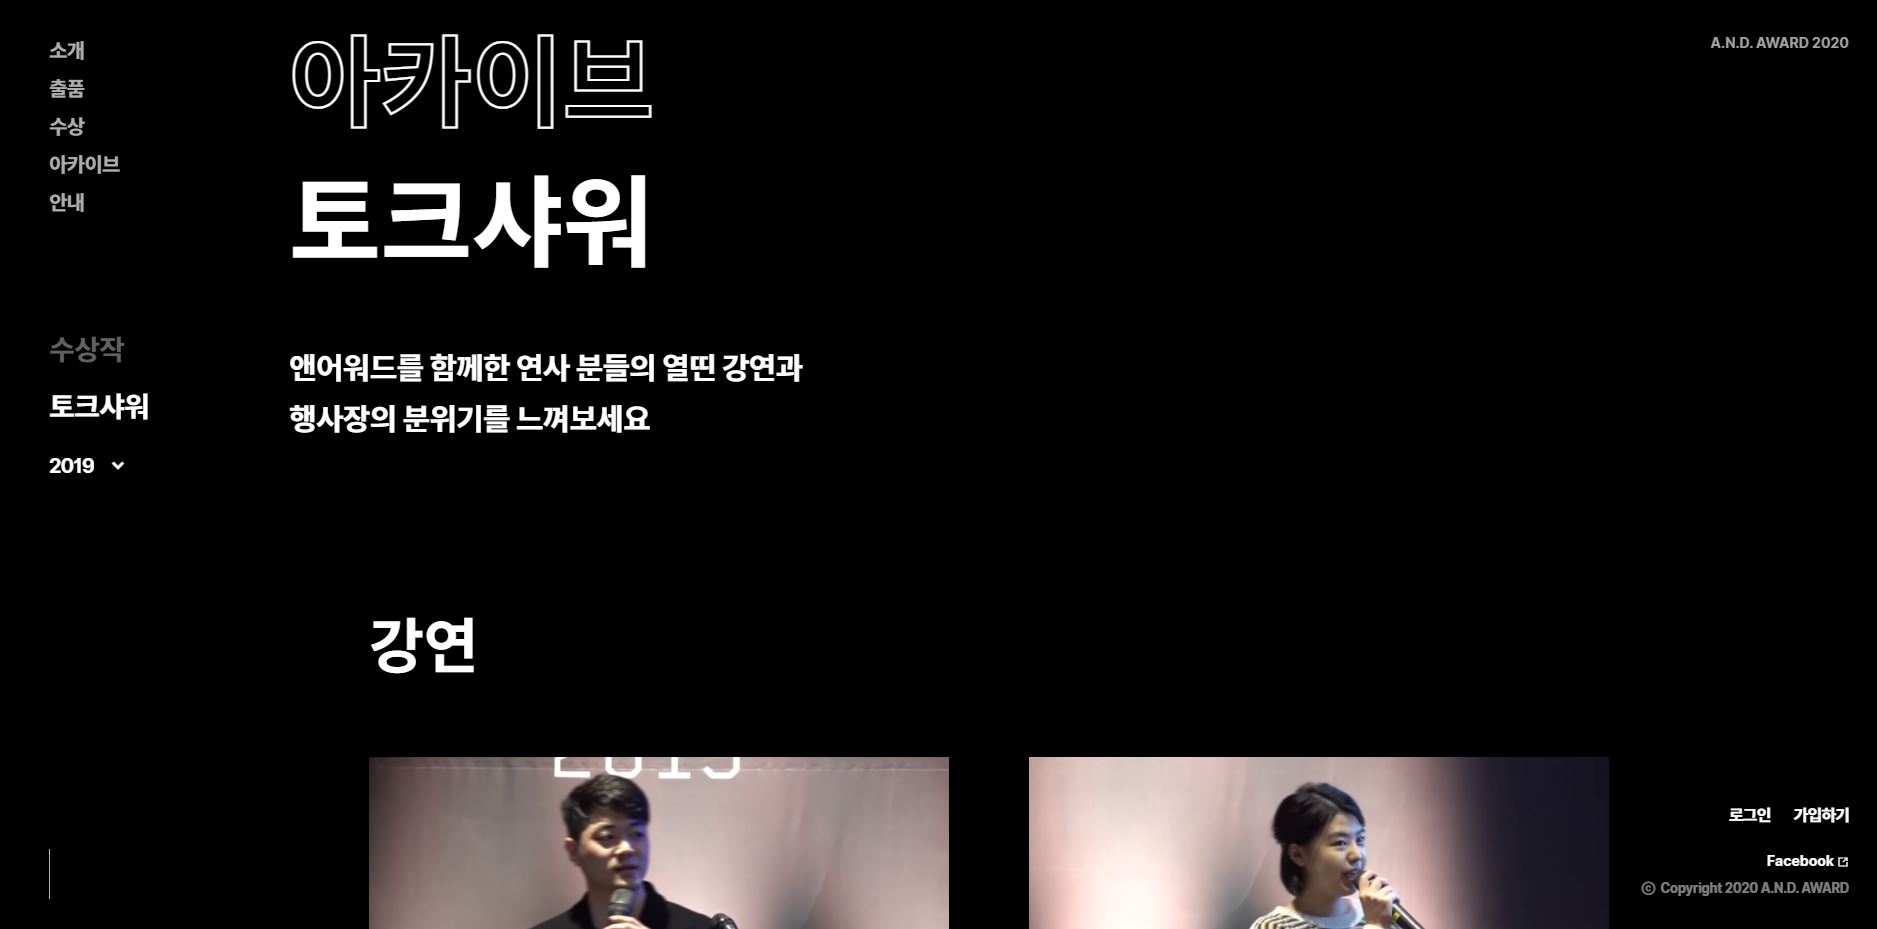 소개
출품
수상
아카이브
안내
수상작
토크샤워
2019
아카이브
토크샤워
앤어워드를 함께한 연사 분들의 열띤 강연과
행사장의 분위기를 느껴보세요
강연
2019
A.N.D. AWARD 2020
로그인 가입하기
Facebook
ⓒ Copyright 2020 A.N.D. AWARD